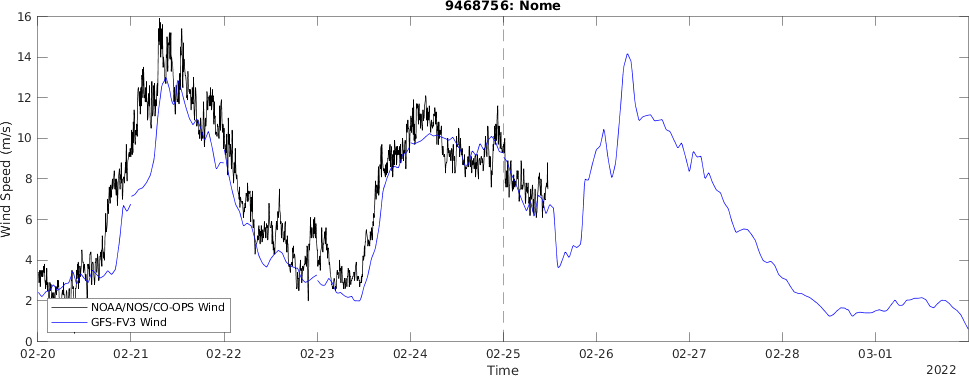 9468756: Nome
Wind Speed (m/s)
16
14
12
10
8
6
4
2
0
NOAA/NOS/CO-OPS Wind
GFS-FV3 Wind
02-20 02-21 02-22 02-23 02-24 02-25 02-26 02-27 02-28 03-01
Time
2022